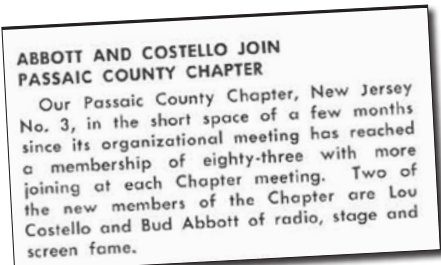 ABBOTT AND COSTELLO JOIN
PASSAIC COUNTY CHAPTER
Our Passaic County Chapter, New Jersey
No. 3, in the short space of a few months
since its organizational meeting has reached
a membership of eighty-three with more
joining at each Chapter meeting. Two of
the new members of the Chapter are Lou
Costello and Bud Abbott of radio, stage and
screen fame.